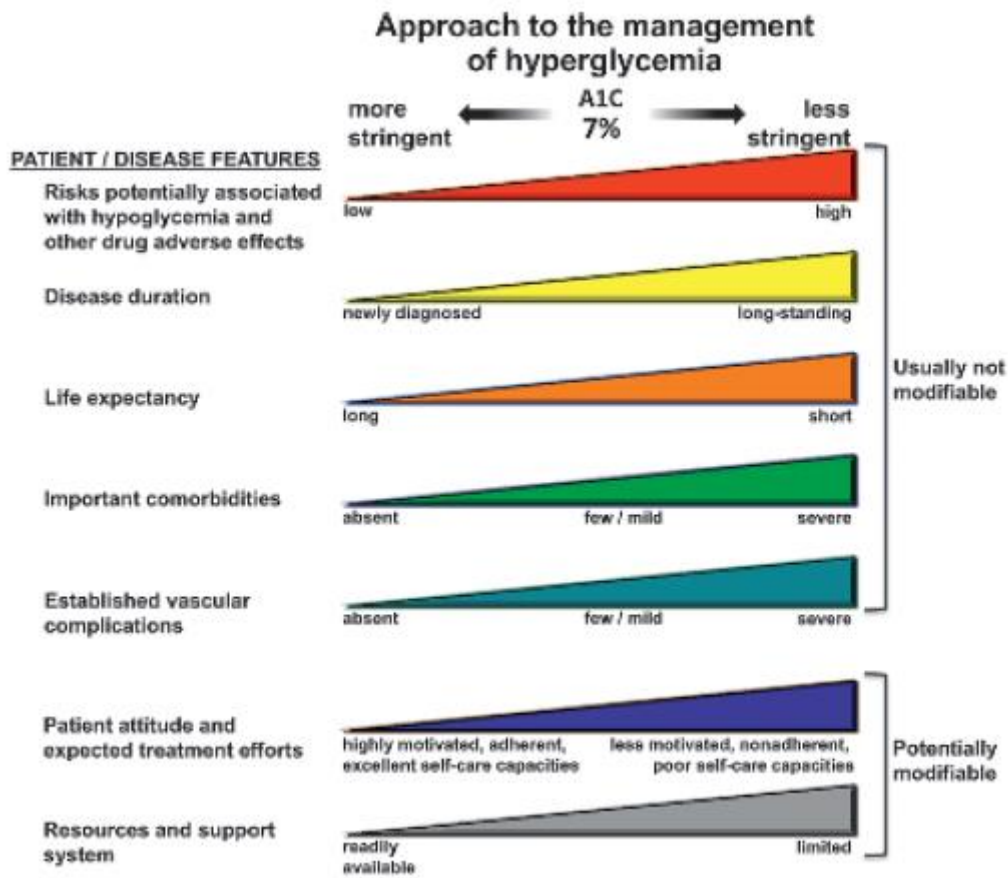 Approach to the management
of hyperglycemia
more
stringent
A1C
7%
less
stringent
PATIENT / DISEASE FEATURES
Risks potentially associated
with hypoglycemia and
other drug adverse effects
low
high
Disease duration
newly diagnosed
long-standing
Life expectancy
long
short
Important comorbidities
absent
few / mild
severe
Established vascular
complications
absent
few / mild
severe
Usually not
modifiable
Patient attitude and
expected treatment efforts
highly motivated, adherent,
excellent self-care capacities
less motivated, nonadherent,
poor self-care capacities
Resources and support
system
readily
available
limited
Potentially
modifiable